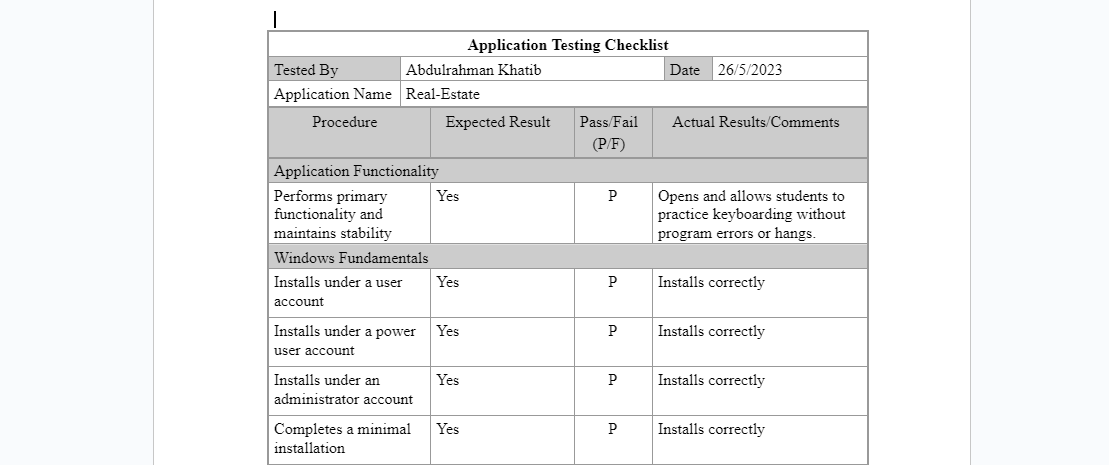 Application Testing Checklist
Tested By Abdulrahman Khatib Date 26/5/2023
Application Name Real-Estate
Procedure Expected Result Pass/Fail (P/F) Actual Results/Comments
Application Functionality
Performs primary functionality and maintains stability Yes P Opens and allows students to practice keyboarding without program errors or hangs.
Windows Fundamentals
Installs under a user account Yes P Installs correctly
Installs under a power user account Yes P Installs correctly
Installs under an administrator account Yes P Installs correctly
Completes a minimal installation Yes P Installs correctly